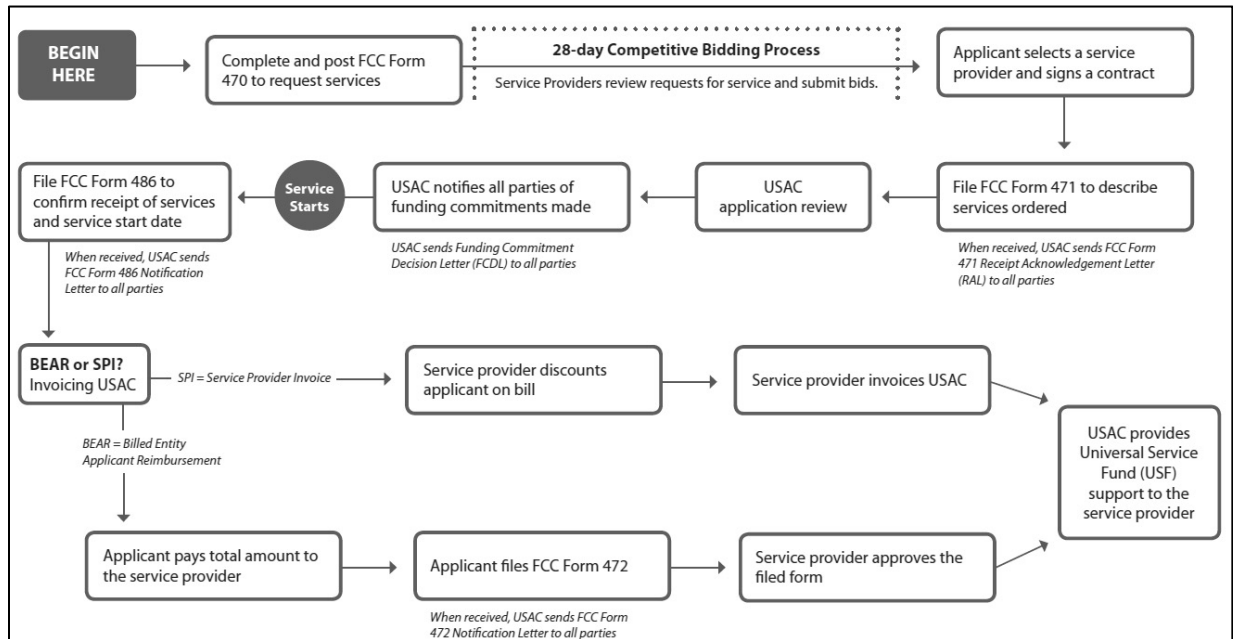 BEGIN
HERE
Complete and post FCC Form
470 to request services
28-day Competitive Bidding Process
Service Providers review requests for service and submit bids.
Applicant selects a service
provider and signs a contract
File FCC Form 471 to describe
services ordered
When received, USAC sends FCC Form
471 Receipt Acknowledgement Letter
(RAL) to all parties
USAC
application review
USAC notifies all parties of
funding commitments made
USAC sends Funding Commitment
Decision Letter (FCDL) to all parties
Service
Starts
File FCC Form 486 to
confirm receipt of services
and service start date
When received, USAC sends
FCC Form 486 Notification
Letter to all parties
BEAR or SPI?
Invoicing USAC
SPI = Service Provider Invoice
Service provider discounts
applicant on bill
Service provider invoices USAC
BEAR = Billed Entity
Applicant Reimbursement
Applicant pays total amount to
the service provider
Applicant files FCC Form 472
When received, USAC sends FCC Form
472 Notification Letter to all parties
Service provider approves the
filed form
USAC provides
Universal Service
Fund (USF)
support to the
service provider